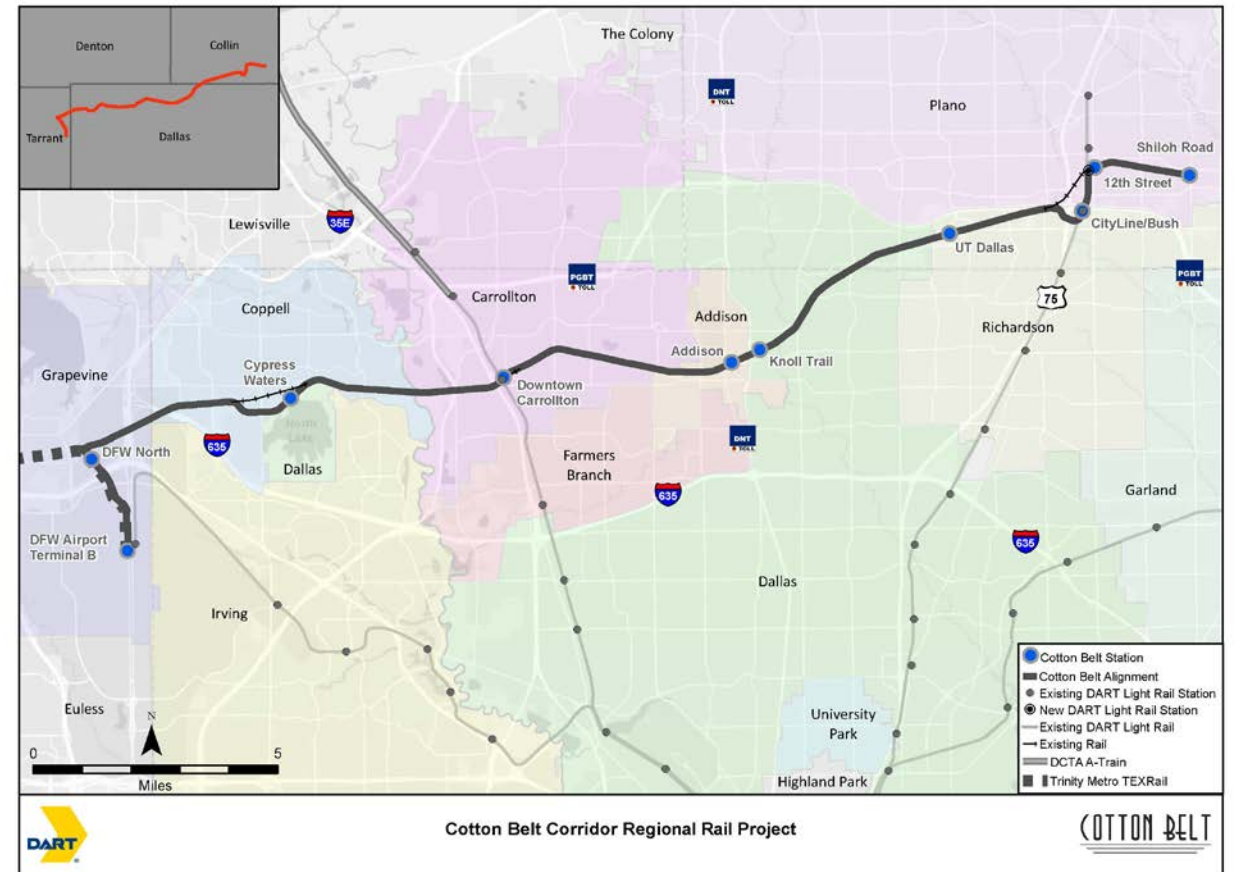 Denton
Collin
Tarrant
Dallas
The Colony
DNT
TOLL
Plano
Shiloh Road
12th Street
CityLine/Bush
Lewisville
35E
UT Dallas
PGBT
TOLL
PGBT
TOLL
75
Coppell
Carrollton
Addison
Richardson
Grapevine
Cypress
Waters
Addison
Knoll Trail
Downtown
Carrollton
North
Lake
635
DFW North
Dallas
DNT
TOLL
Farmers
Branch
635
Garland
DFW Airport
Terminal B
635
Dallas
Irving
Euless
University
Park
Highland Park
N
0
5
Miles
Cotton Belt Station
Cotton Belt Alignment
Existing DART Light Rail Station
New DART Light Rail Station
Existing DART Light Rail
Existing Rail
DCTA A-Train
Trinity Metro TEXRail
DART
Cotton Belt Corridor Regional Rail Project
COTTON BELT